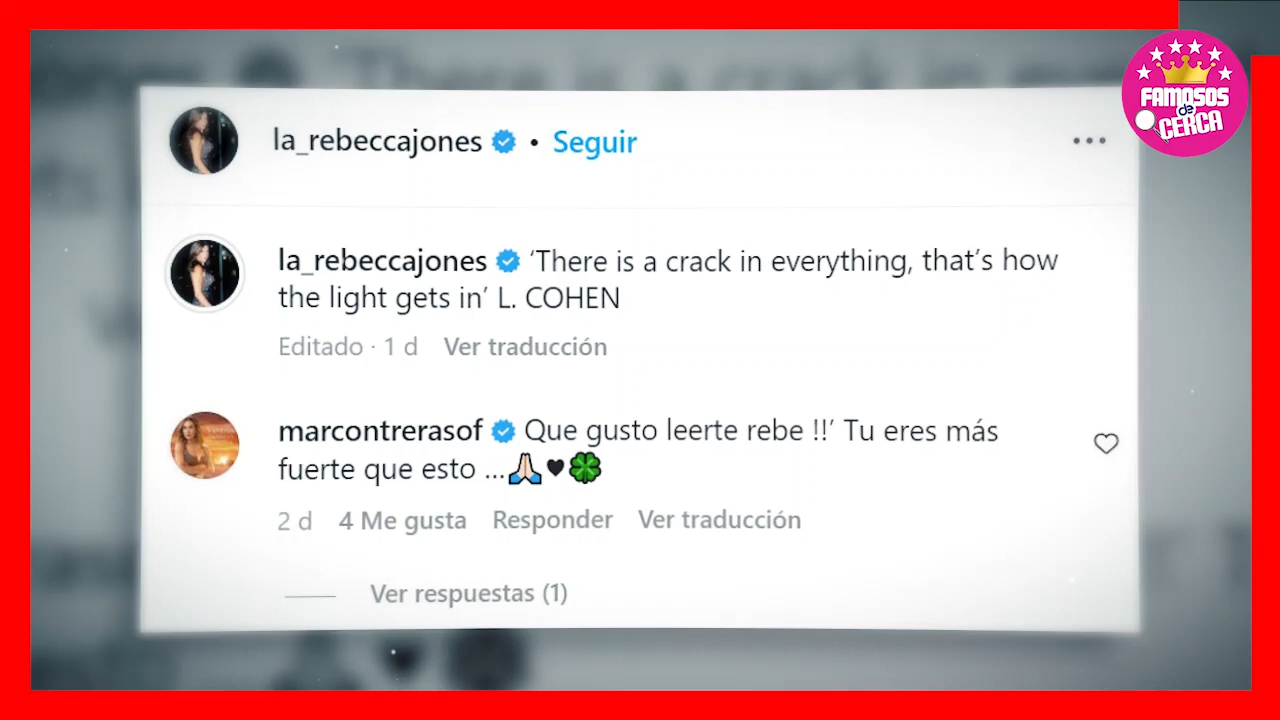 FAMOSOS
de
CERCA
la_rebeccajones • Seguir
la_rebeccajones ‘There is a crack in everything, that’s how
the light gets in’ L. COHEN
Editado · 1 d Ver traducción
marcontrerasof Que gusto leerte rebe !!’ Tu eres más
fuerte que esto ...🙏🏻🖤🍀
2 d 4 Me gusta Responder Ver traducción
Ver respuestas (1)